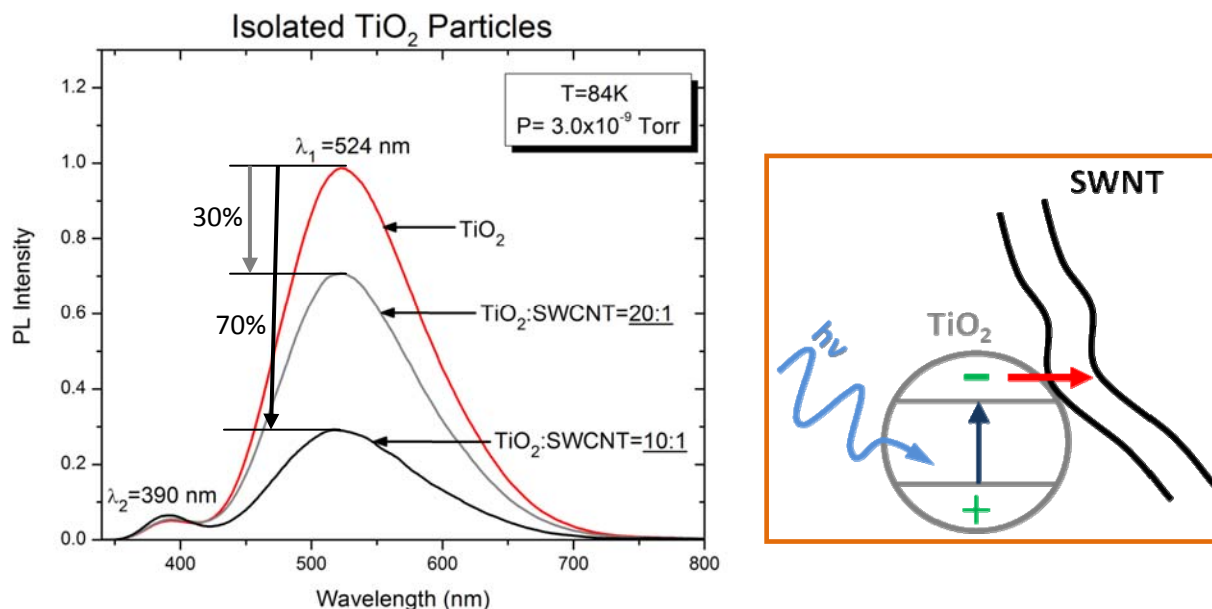 Isolated TiO₂ Particles
T=84K
P= 3.0x10⁻⁹ Torr
λ₁ =524 nm
30%
TiO₂
TiO₂:SWCNT=20:1
70%
TiO₂:SWCNT=10:1
λ₂=390 nm
1.2
1.0
0.8
0.6
0.4
0.2
0.0
PL Intensity
400
500
600
700
800
Wavelength (nm)
SWNT
TiO₂
hν
-
+